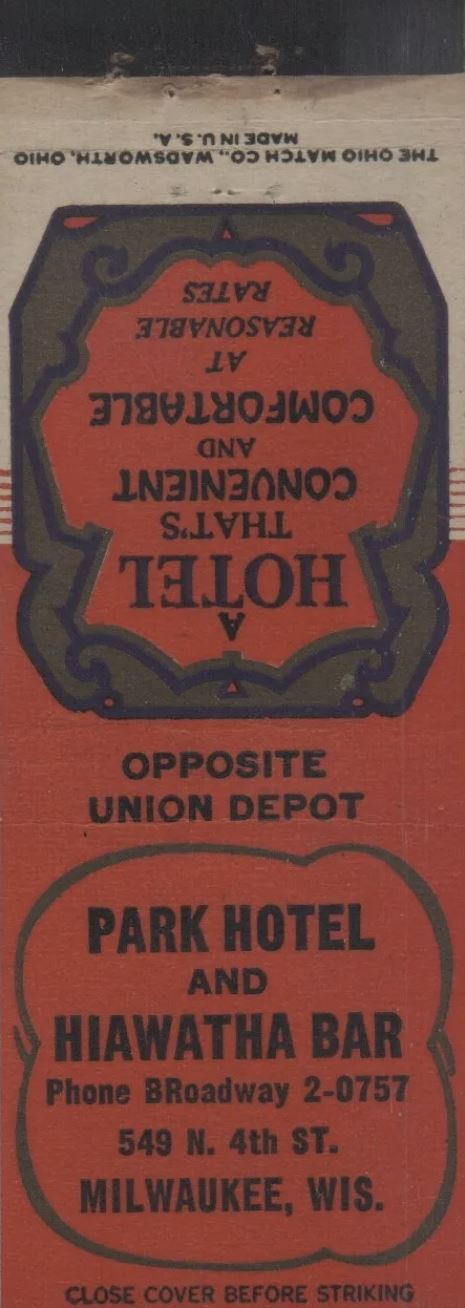 THE OHIO MATCH CO., WADSWORTH, OHIO
MADE IN U.S.A.
A
HOTEL
THAT'S
CONVENIENT
AND
COMFORTABLE
AT
REASONABLE
RATES
OPPOSITE
UNION DEPOT
PARK HOTEL
AND
HIAWATHA BAR
Phone BRoadway 2-0757
549 N. 4th ST.
MILWAUKEE, WIS.
CLOSE COVER BEFORE STRIKING